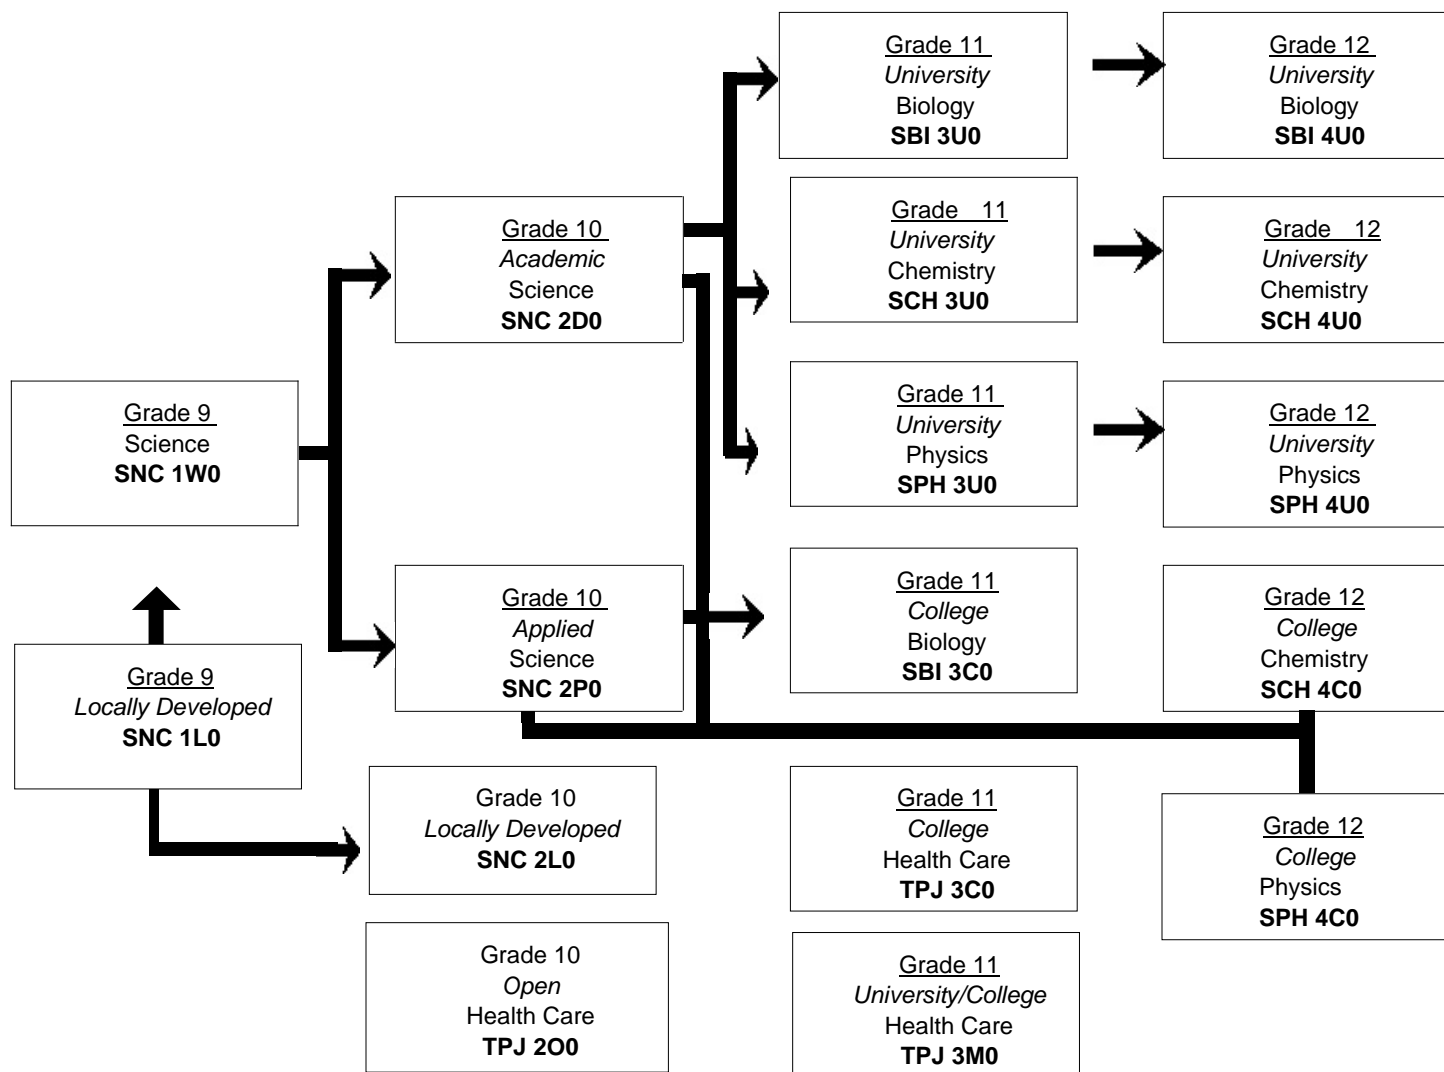 Grade 11
University
Biology
SBI 3U0
Grade 12
University
Biology
SBI 4U0
Grade 10
Academic
Science
SNC 2D0
Grade 11
University
Chemistry
SCH 3U0
Grade 12
University
Chemistry
SCH 4U0
Grade 9
Science
SNC 1W0
Grade 11
University
Physics
SPH 3U0
Grade 12
University
Physics
SPH 4U0
Grade 10
Applied
Science
SNC 2P0
Grade 11
College
Biology
SBI 3C0
Grade 12
College
Chemistry
SCH 4C0
Grade 9
Locally Developed
SNC 1L0
Grade 10
Locally Developed
SNC 2L0
Grade 11
College
Health Care
TPJ 3C0
Grade 12
College
Physics
SPH 4C0
Grade 10
Open
Health Care
TPJ 2O0
Grade 11
University/College
Health Care
TPJ 3M0